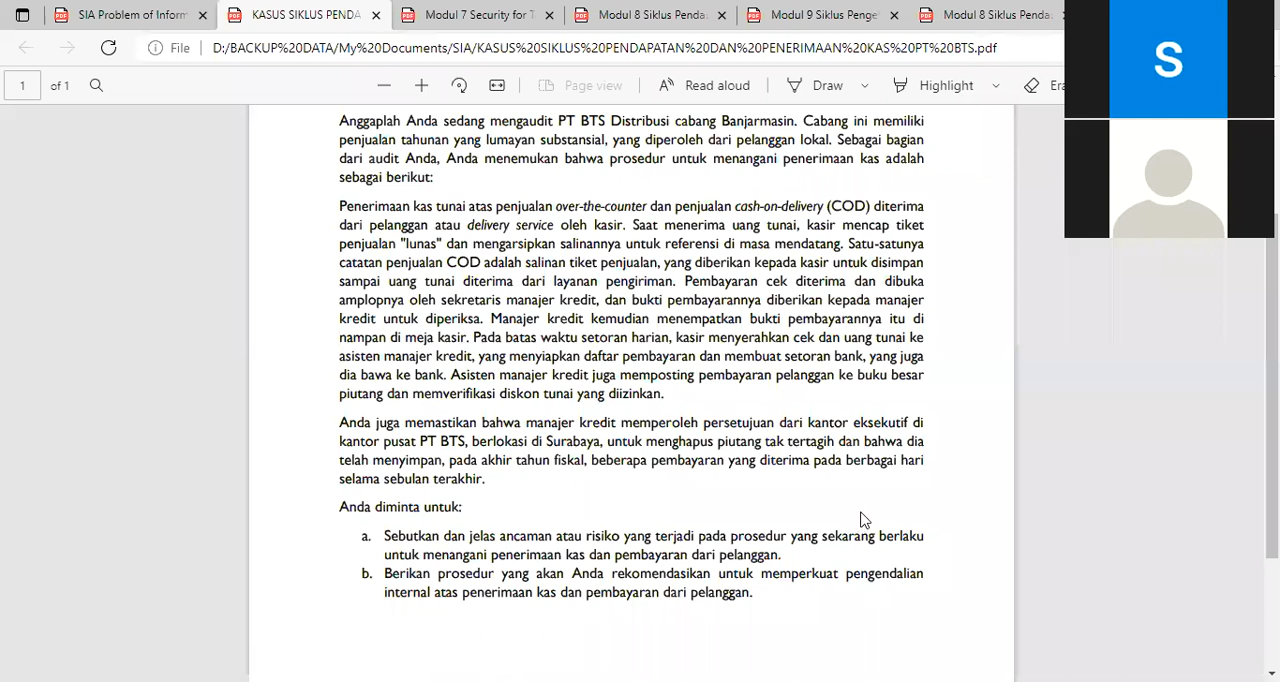 SIA Problem of Inform
KASUS SIKLUS PENDA
Modul 7 Security for T
Modul 8 Siklus Penda
Modul 9 Siklus Penge
Modul 8 Siklus Penda
File D:/BACKUP%20DATA/My%20Documents/SIA/KASUS%20SIKLUS%20PENDAPATAN%20DAN%20PENERIMAAN%20KAS%20PT%20BTS.pdf
1 of 1 Page view Read aloud Draw Highlight Era
S
Anggaplah Anda sedang mengaudit PT BTS Distribusi cabang Banjarmasin. Cabang ini memiliki
penjualan tahunan yang lumayan substansial, yang diperoleh dari pelanggan lokal. Sebagai bagian
dari audit Anda, Anda menemukan bahwa prosedur untuk menangani penerimaan kas adalah
sebagai berikut:
Penerimaan kas tunai atas penjualan over-the-counter dan penjualan cash-on-delivery (COD) diterima
dari pelanggan atau delivery service oleh kasir. Saat menerima uang tunai, kasir mencap tiket
penjualan "lunas" dan mengarsipkan salinannya untuk referensi di masa mendatang. Satu-satunya
catatan penjualan COD adalah salinan tiket penjualan, yang diberikan kepada kasir untuk disimpan
sampai uang tunai diterima dari layanan pengiriman. Pembayaran cek diterima dan dibuka
amplopnya oleh sekretaris manajer kredit, dan bukti pembayarannya diberikan kepada manajer
kredit untuk diperiksa. Manajer kredit kemudian menempatkan bukti pembayarannya itu di
nampan di meja kasir. Pada batas waktu setoran harian, kasir menyerahkan cek dan uang tunai ke
asisten manajer kredit, yang menyiapkan daftar pembayaran dan membuat setoran bank, yang juga
dia bawa ke bank. Asisten manajer kredit juga memposting pembayaran pelanggan ke buku besar
piutang dan memverifikasi diskon tunai yang diizinkan.
Anda juga memastikan bahwa manajer kredit memperoleh persetujuan dari kantor eksekutif di
kantor pusat PT BTS, berlokasi di Surabaya, untuk menghapus piutang tak tertagih dan bahwa dia
telah menyimpan, pada akhir tahun fiskal, beberapa pembayaran yang diterima pada berbagai hari
selama sebulan terakhir.
Anda diminta untuk:
a. Sebutkan dan jelas ancaman atau risiko yang terjadi pada prosedur yang sekarang berlaku
untuk menangani penerimaan kas dan pembayaran dari pelanggan.
b. Berikan prosedur yang akan Anda rekomendasikan untuk memperkuat pengendalian
internal atas penerimaan kas dan pembayaran dari pelanggan.